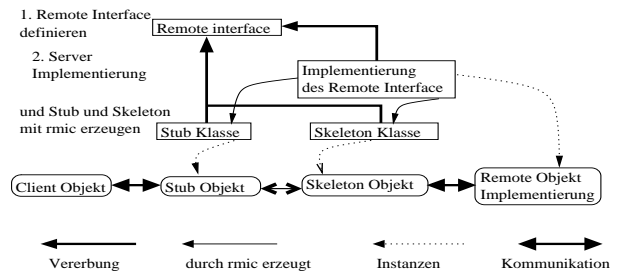 1. Remote Interface
definieren
Remote interface
2. Server
Implementierung
Implementierung
des Remote Interface
und Stub und Skeleton
mit rmic erzeugen
Stub Klasse
Skeleton Klasse
Client Objekt
Stub Objekt
Skeleton Objekt
Remote Objekt
Implementierung
Vererbung
durch rmic erzeugt
Instanzen
Kommunikation